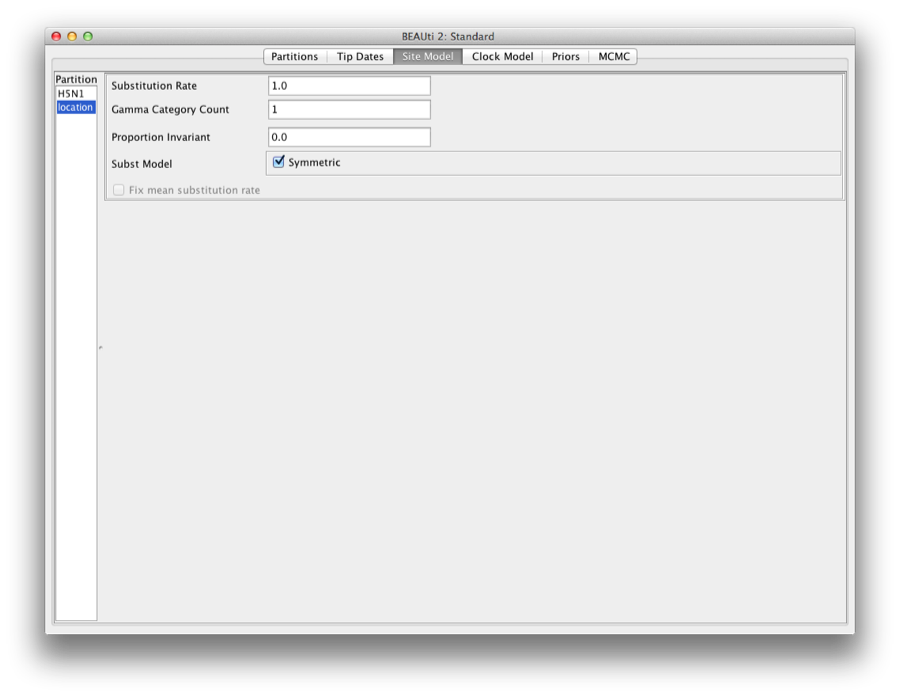 BEAUti 2: Standard
Partitions Tip Dates Site Model Clock Model Priors MCMC
Partition
H5N1
location
Substitution Rate 1.0
Gamma Category Count 1
Proportion Invariant 0.0
Subst Model Symmetric
Fix mean substitution rate